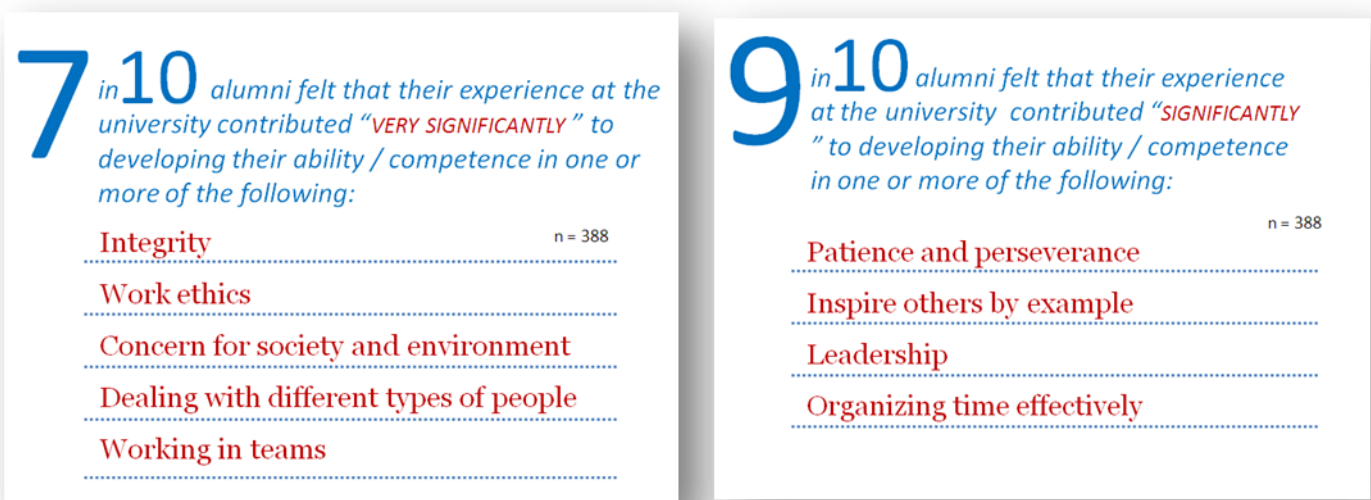 7 in 10 alumni felt that their experience at the
university contributed “VERY SIGNIFICANTLY ” to
developing their ability / competence in one or
more of the following:
n = 388
Integrity
Work ethics
Concern for society and environment
Dealing with different types of people
Working in teams
9 in 10 alumni felt that their experience
at the university contributed “SIGNIFICANTLY
” to developing their ability / competence
in one or more of the following:
n = 388
Patience and perseverance
Inspire others by example
Leadership
Organizing time effectively